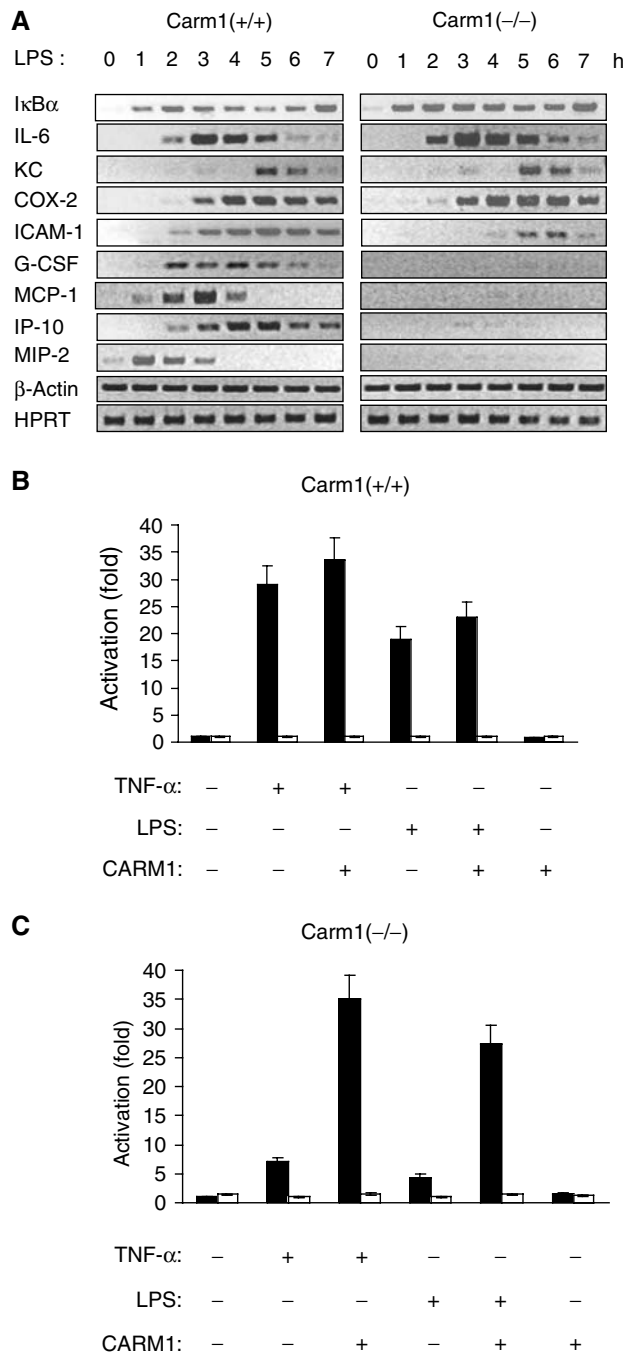 A
Carm1(+/+) Carm1(−/−)
LPS : 0 1 2 3 4 5 6 7 0 1 2 3 4 5 6 7 h
IκBα
IL-6
KC
COX-2
ICAM-1
G-CSF
MCP-1
IP-10
MIP-2
β-Actin
HPRT
B
Carm1(+/+)
Activation (fold)
40
35
30
25
20
15
10
5
0
TNF-α: − + + − − −
LPS: − − − + + −
CARM1: − − + − + +
C
Carm1(−/−)
Activation (fold)
40
35
30
25
20
15
10
5
0
TNF-α: − + + − − −
LPS: − − − + + −
CARM1: − − + − + +